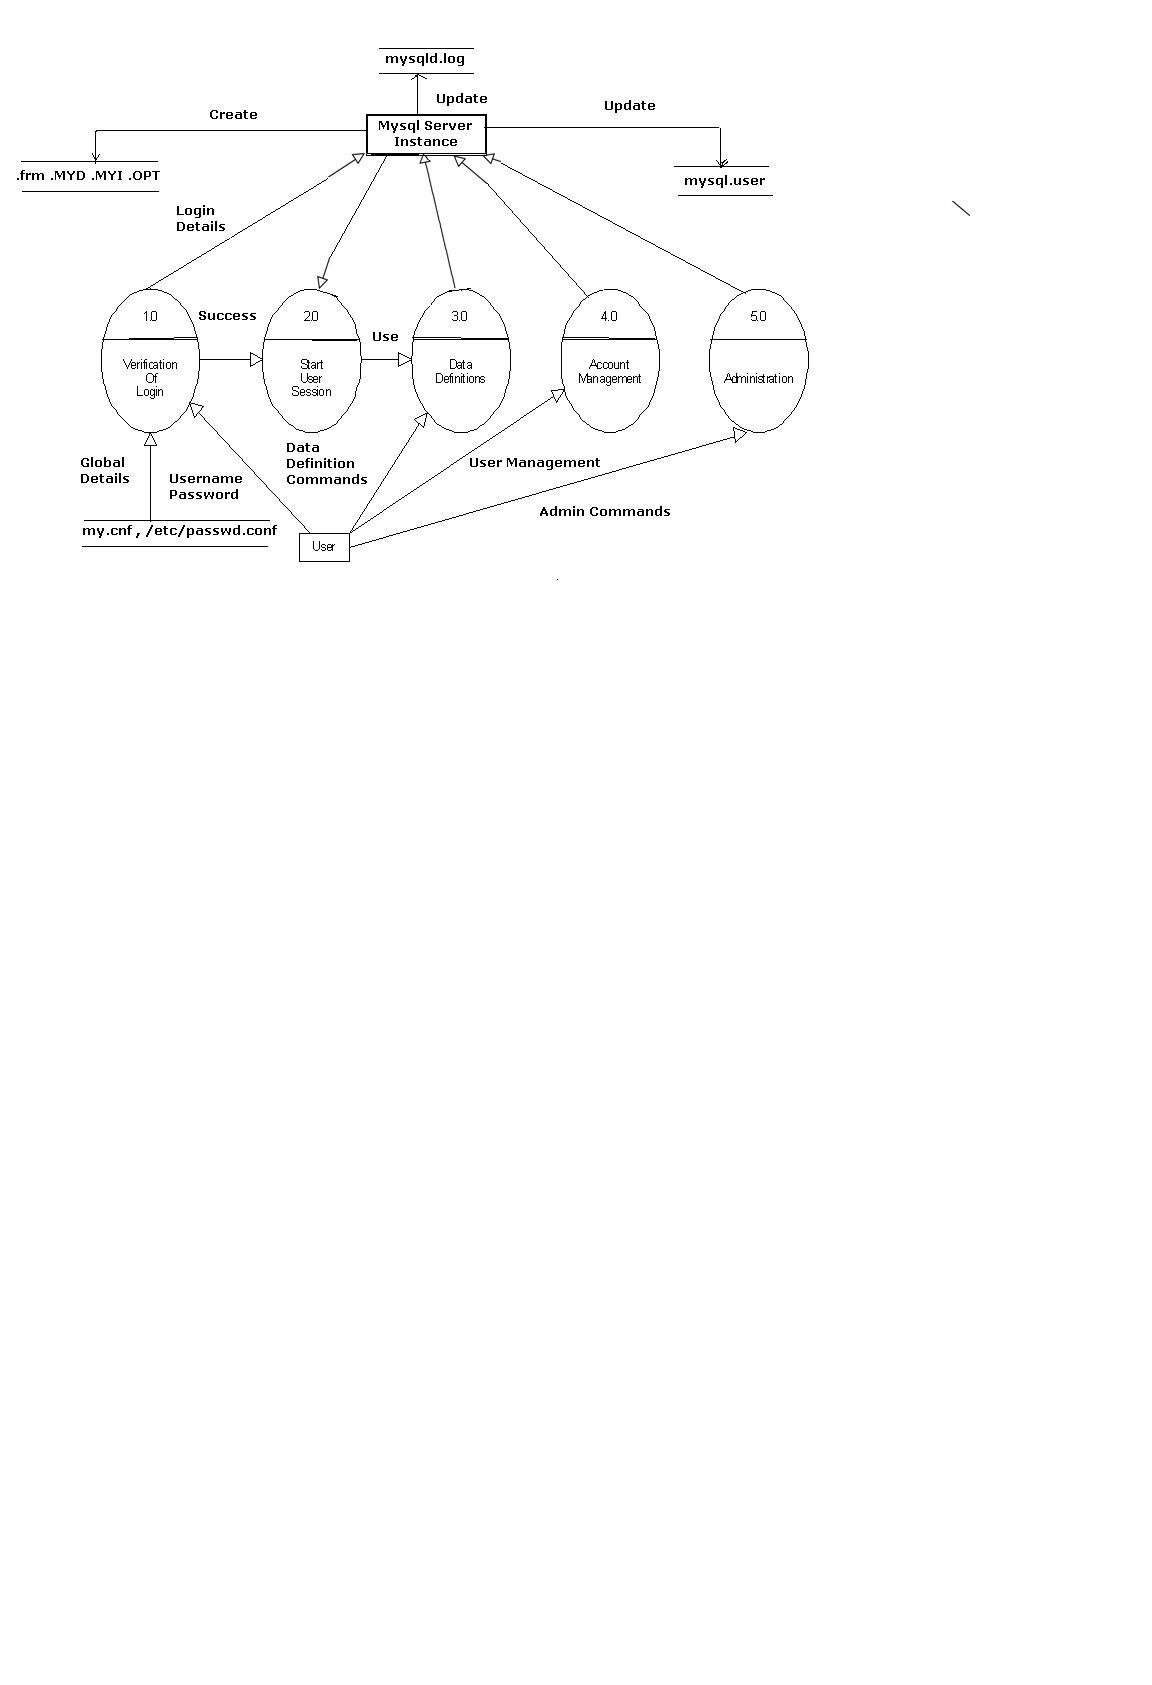 mysqld.log
Update
Create
Update
Mysql Server
Instance
.frm .MYD .MYI .OPT
mysql.user
Login
Details
1.0
Success
2.0
Use
3.0
4.0
5.0
Verification
Of
Login
Start
User
Session
Data
Definitions
Account
Management
Administration
Data
Definition
Commands
Global
Details
Username
Password
User Management
Admin Commands
my.cnf , /etc/passwd.conf
User